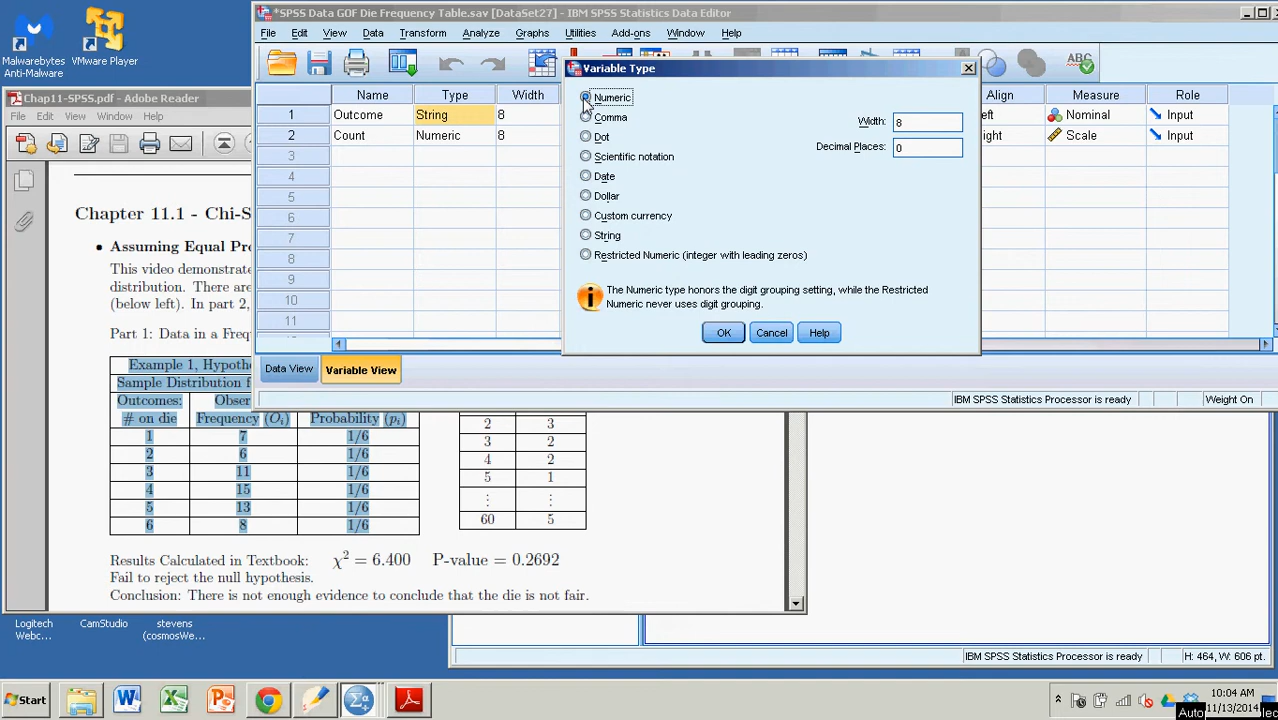 Malwarebytes
Anti-Malware
VMware Player
*SPSS Data GOF Die Frequency Table.sav [DataSet27] - IBM SPSS Statistics Data Editor
File Edit View Data Transform Analyze Graphs Utilities Add-ons Window Help
Chap11-SPSS.pdf - Adobe Reader
File Edit View Window Help
Name Type Width Align Measure Role
1 Outcome String 8 eft Nominal Input
2 Count Numeric 8 ight Scale Input
3
4
5
6
7
8
9
10
11
Data View Variable View
IBM SPSS Statistics Processor is ready Weight On
Variable Type
Numeric
Comma
Dot
Scientific notation
Date
Dollar
Custom currency
String
Restricted Numeric (integer with leading zeros)
Width: 8
Decimal Places: 0
The Numeric type honors the digit grouping setting, while the Restricted
Numeric never uses digit grouping.
OK Cancel Help
Chapter 11.1 - Chi-S
• Assuming Equal Pr
This video demonstrate
distribution. There are
(below left). In part 2,
Part 1: Data in a Freq
Example 1, Hypothe
Sample Distribution f
Outcomes: Obser
# on die Frequency (Oi) Probability (pi)
1 7 1/6
2 6 1/6
3 11 1/6
4 15 1/6
5 13 1/6
6 8 1/6
2 3
3 2
4 2
5 1
⋮ ⋮
60 5
Results Calculated in Textbook: χ² = 6.400 P-value = 0.2692
Fail to reject the null hypothesis.
Conclusion: There is not enough evidence to conclude that the die is not fair.
Logitech
Webc...
CamStudio
stevens
(cosmosWe...
IBM SPSS Statistics Processor is ready H: 464, W: 606 pt.
Start
10:04 AM
11/13/2014